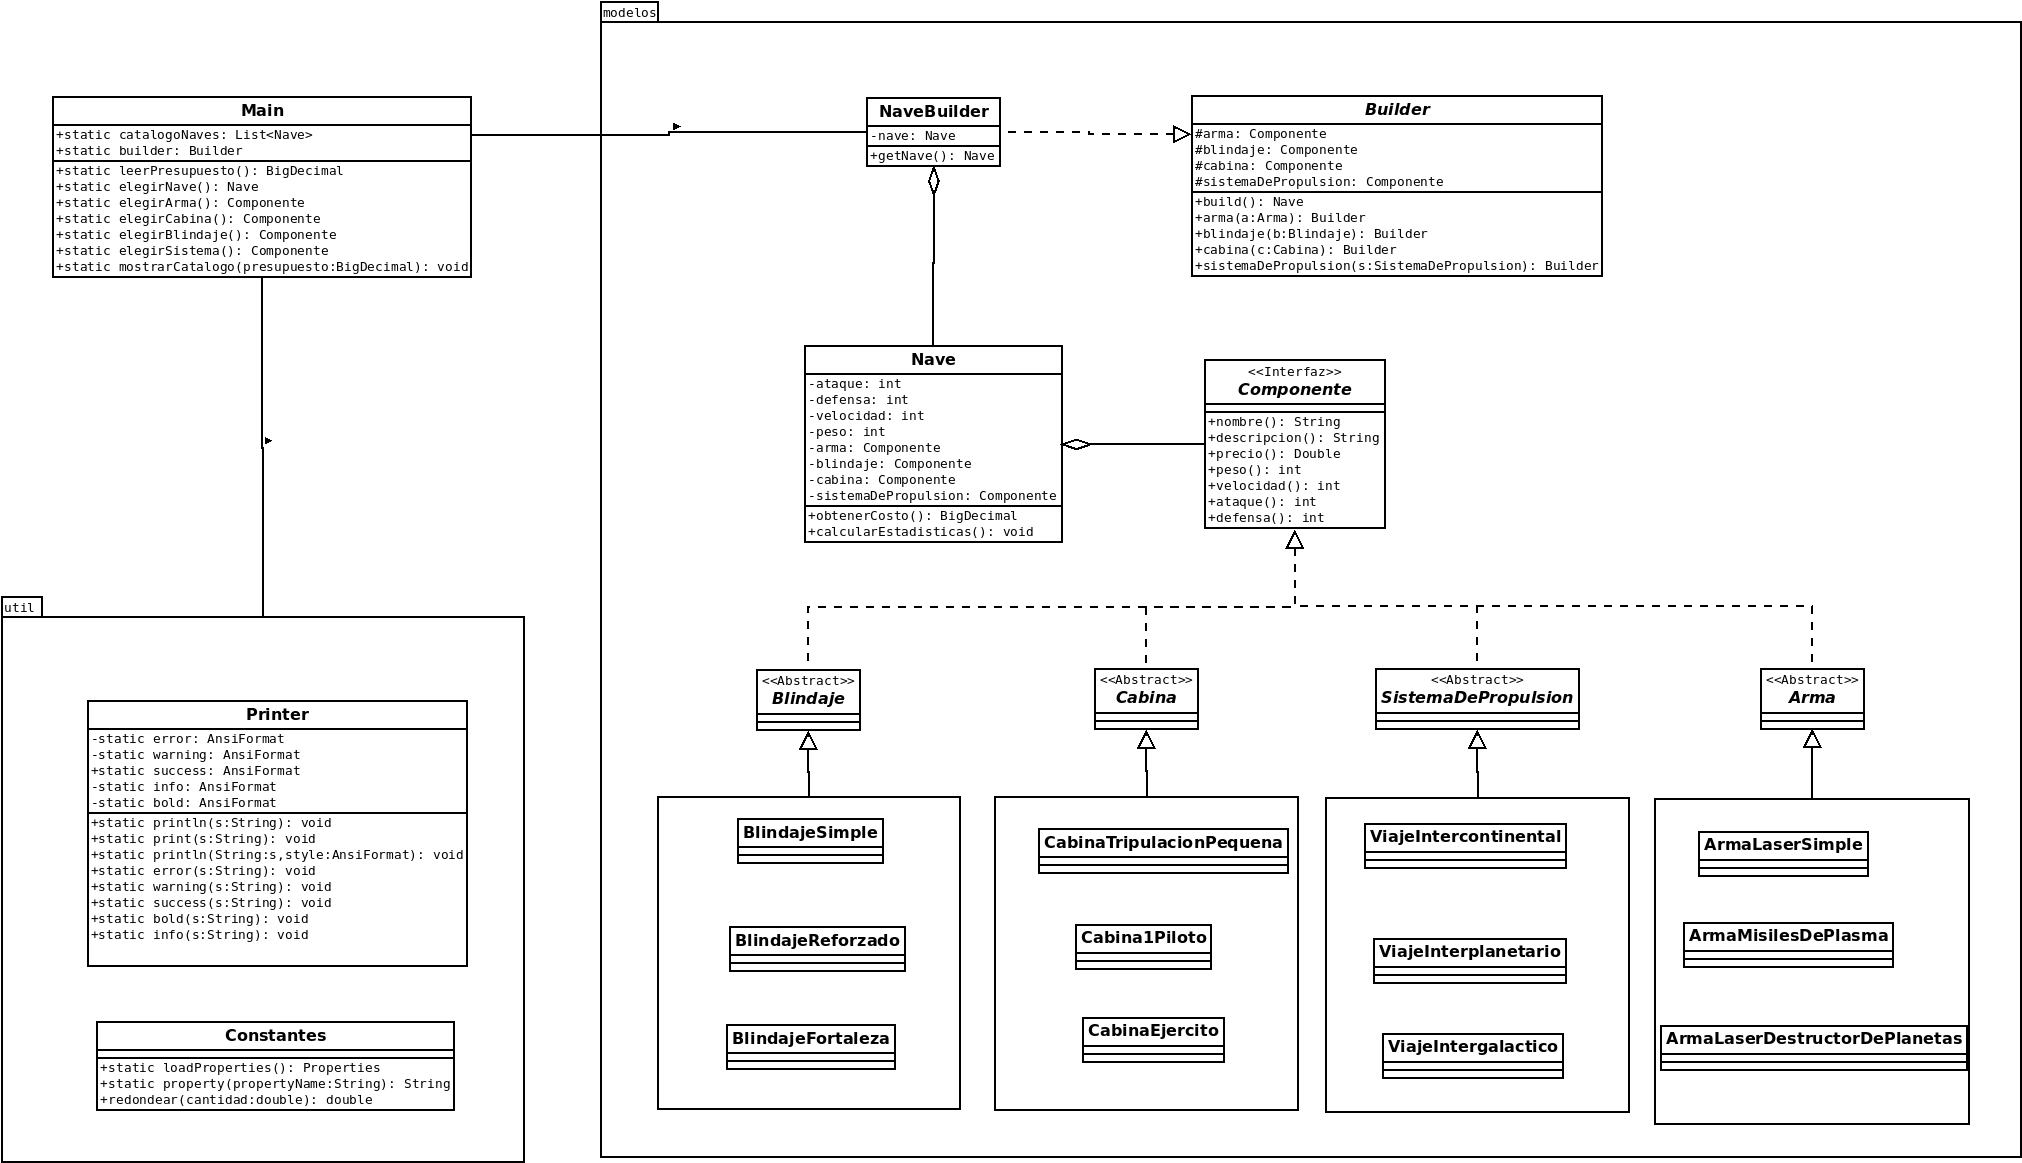 modelos
Main
+static catalogoNaves: List<Nave>
+static builder: Builder
+static leerPresupuesto(): BigDecimal
+static elegirNave(): Nave
+static elegirArma(): Componente
+static elegirCabina(): Componente
+static elegirBlindaje(): Componente
+static elegirSistema(): Componente
+static mostrarCatalogo(presupuesto:BigDecimal): void
NaveBuilder
-nave: Nave
+getNave(): Nave
Builder
#arma: Componente
#blindaje: Componente
#cabina: Componente
#sistemaDePropulsion: Componente
+build(): Nave
+arma(a:Arma): Builder
+blindaje(b:Blindaje): Builder
+cabina(c:Cabina): Builder
+sistemaDePropulsion(s:SistemaDePropulsion): Builder
Nave
-ataque: int
-defensa: int
-velocidad: int
-peso: int
-arma: Componente
-blindaje: Componente
-cabina: Componente
-sistemaDePropulsion: Componente
+obtenerCosto(): BigDecimal
+calcularEstadisticas(): void
<<Interfaz>>
Componente
+nombre(): String
+descripcion(): String
+precio(): Double
+peso(): int
+velocidad(): int
+ataque(): int
+defensa(): int
util
Printer
-static error: AnsiFormat
-static warning: AnsiFormat
+static success: AnsiFormat
-static info: AnsiFormat
-static bold: AnsiFormat
+static println(s:String): void
+static print(s:String): void
+static println(String:s,style:AnsiFormat): void
+static error(s:String): void
+static warning(s:String): void
+static success(s:String): void
+static bold(s:String): void
+static info(s:String): void
Constantes
+static loadProperties(): Properties
+static property(propertyName:String): String
+redondear(cantidad:double): double
<<Abstract>>
Blindaje
<<Abstract>>
Cabina
<<Abstract>>
SistemaDePropulsion
<<Abstract>>
Arma
BlindajeSimple
BlindajeReforzado
BlindajeFortaleza
CabinaTripulacionPequena
Cabina1Piloto
CabinaEjercito
ViajeIntercontinental
ViajeInterplanetario
ViajeIntergalactico
ArmaLaserSimple
ArmaMisilesDePlasma
ArmaLaserDestructorDePlanetas